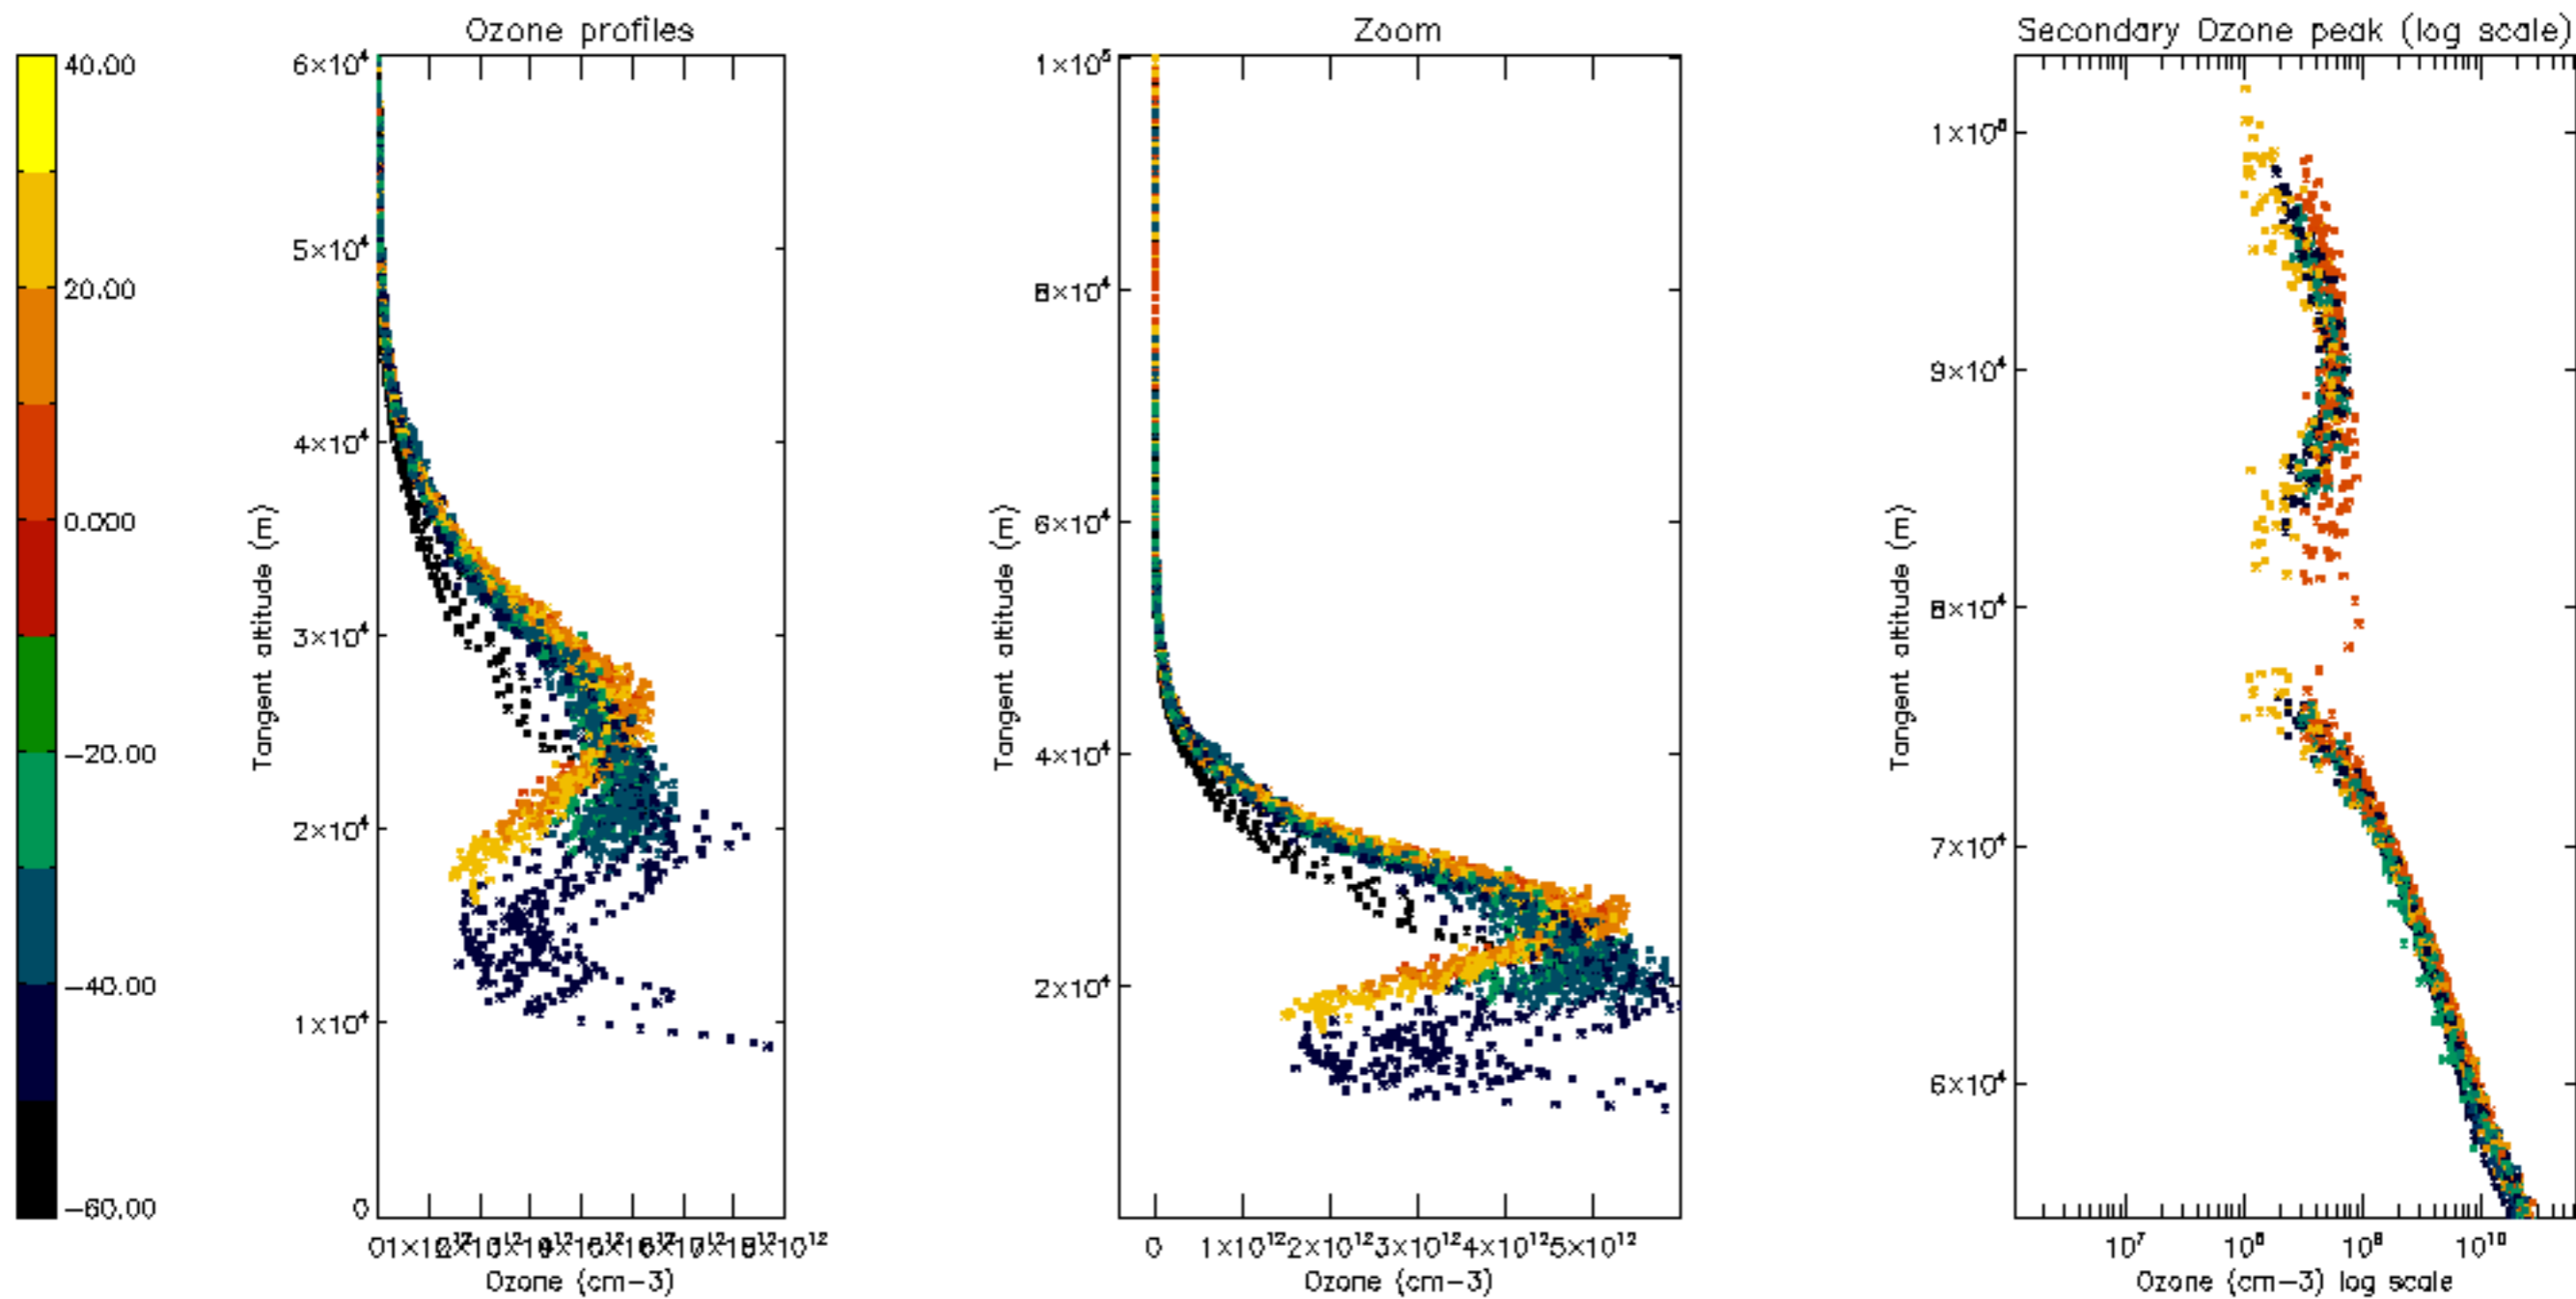 Ozone profiles
Zoom
Secondary Ozone peak (log scale)
40.00
20.00
0.000
−20.00
−40.00
−60.00
6×10⁴
5×10⁴
4×10⁴
3×10⁴
2×10⁴
1×10⁴
0
Tangent altitude (m)
Ozone (cm−3)
1×10⁵
8×10⁴
6×10⁴
4×10⁴
2×10⁴
Tangent altitude (m)
0 1×10¹² 2×10¹² 3×10¹² 4×10¹² 5×10¹²
Ozone (cm−3)
9×10⁴
8×10⁴
7×10⁴
6×10⁴
Tangent altitude (m)
10⁷ 10⁸ 10⁹ 10¹⁰
Ozone (cm−3) log scale